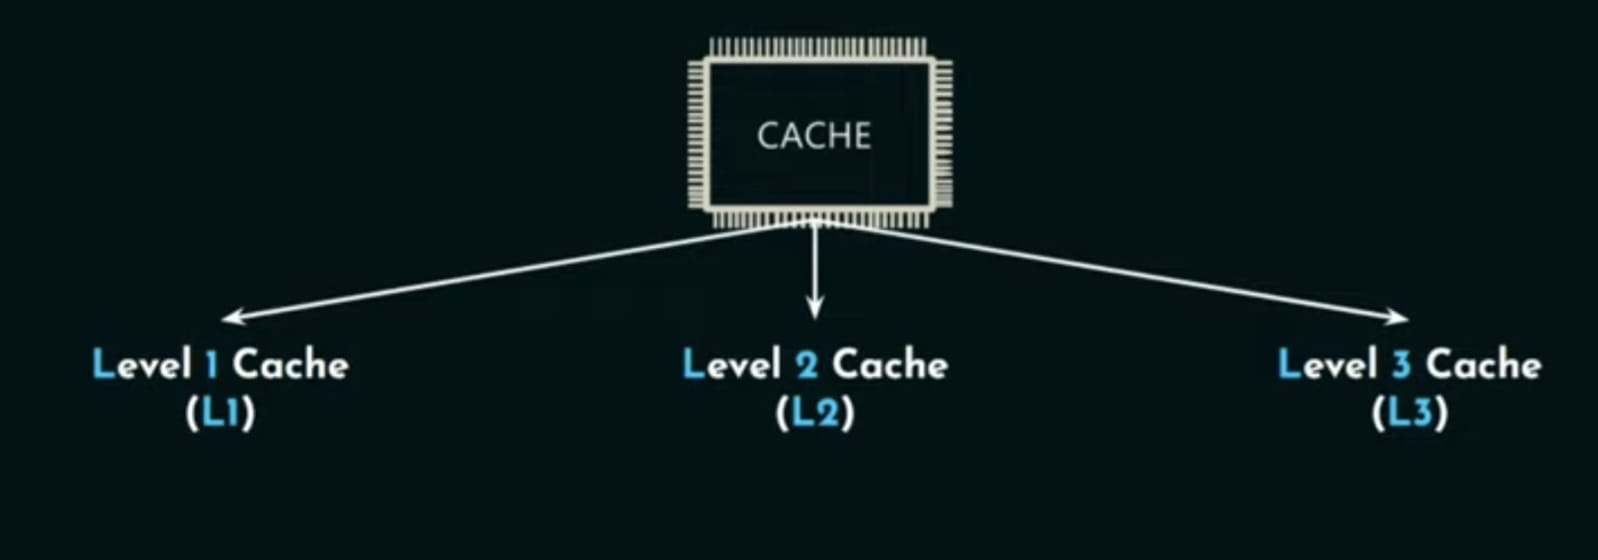 CACHE
Level 1 Cache
(L1)
Level 2 Cache
(L2)
Level 3 Cache
(L3)